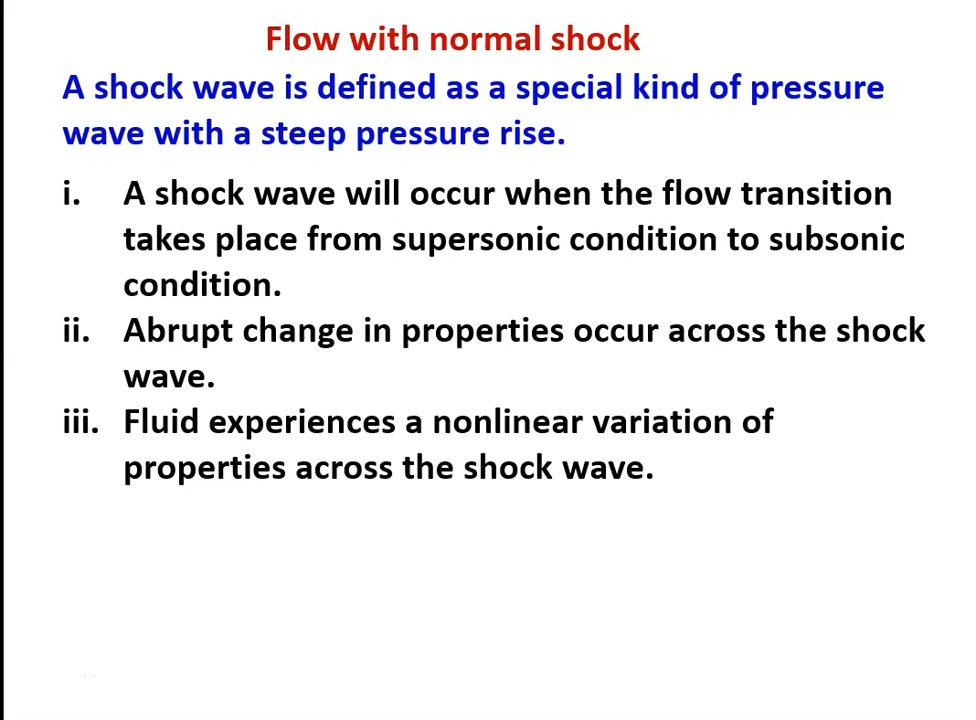 Flow with normal shock
A shock wave is defined as a special kind of pressure
wave with a steep pressure rise.
i. A shock wave will occur when the flow transition
takes place from supersonic condition to subsonic
condition.
ii. Abrupt change in properties occur across the shock
wave.
iii. Fluid experiences a nonlinear variation of
properties across the shock wave.